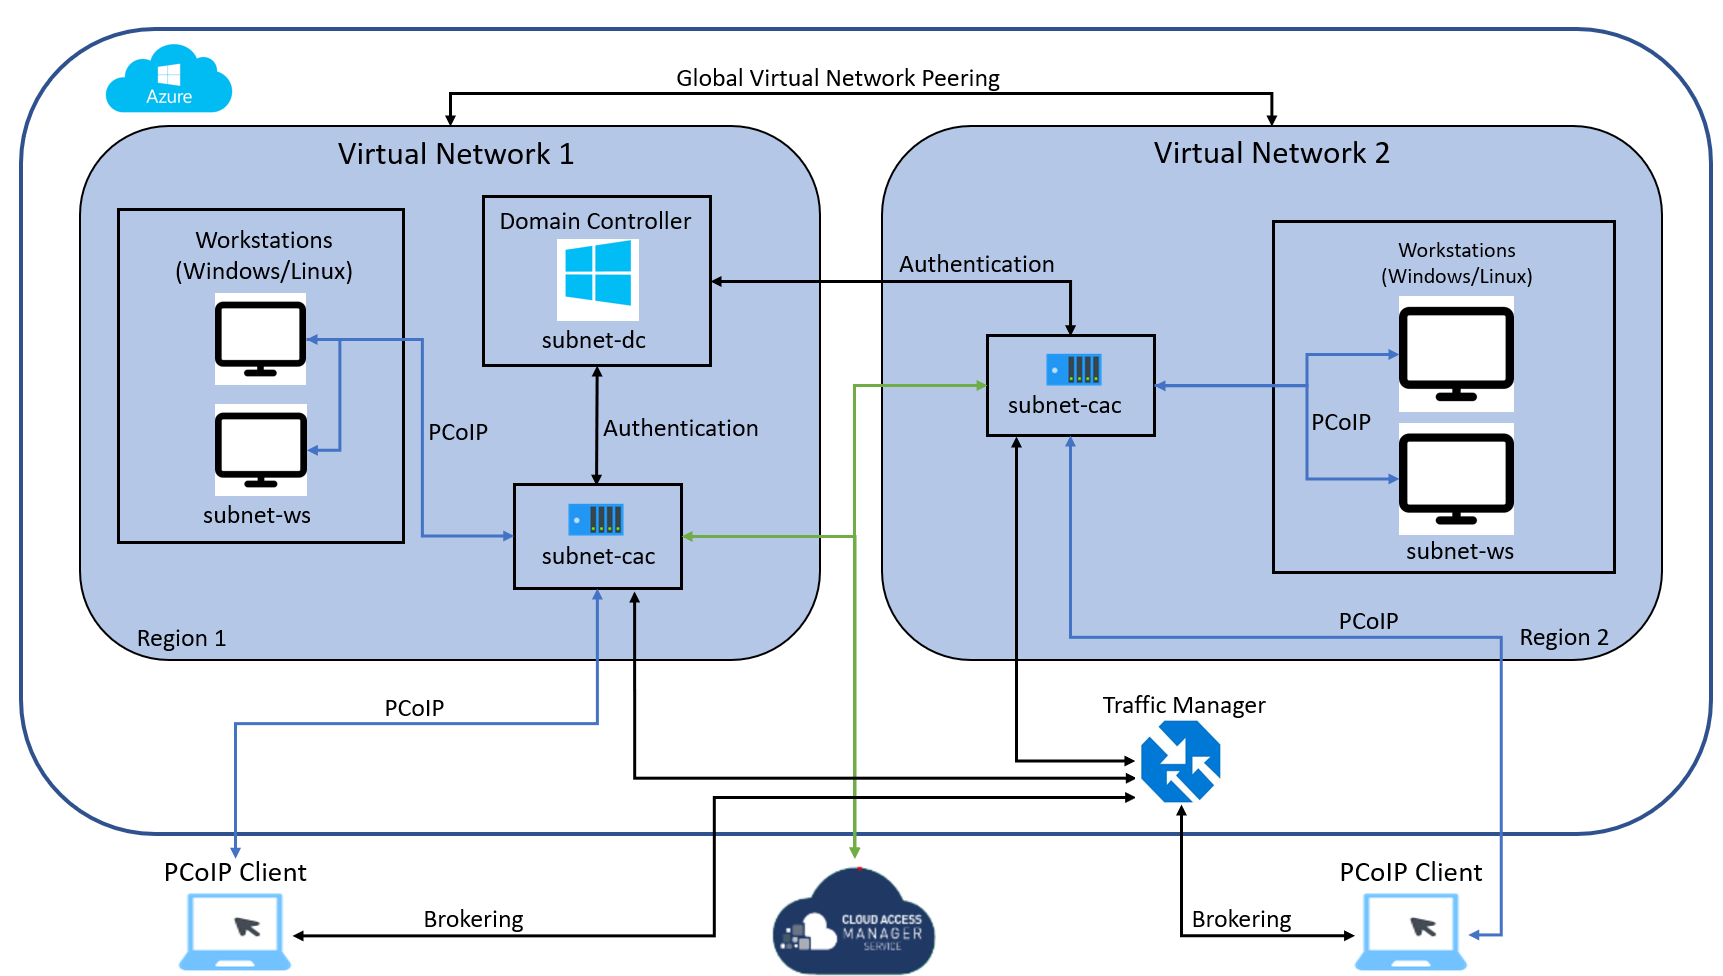 Azure
Global Virtual Network Peering
Virtual Network 1
Workstations
(Windows/Linux)
subnet-ws
Domain Controller
subnet-dc
PCoIP
Authentication
subnet-cac
Region 1
Virtual Network 2
Authentication
subnet-cac
Workstations
(Windows/Linux)
PCoIP
subnet-ws
PCoIP
Region 2
PCoIP
Traffic Manager
PCoIP Client
Brokering
CLOUD ACCESS
MANAGER
SERVICE
Brokering
PCoIP Client